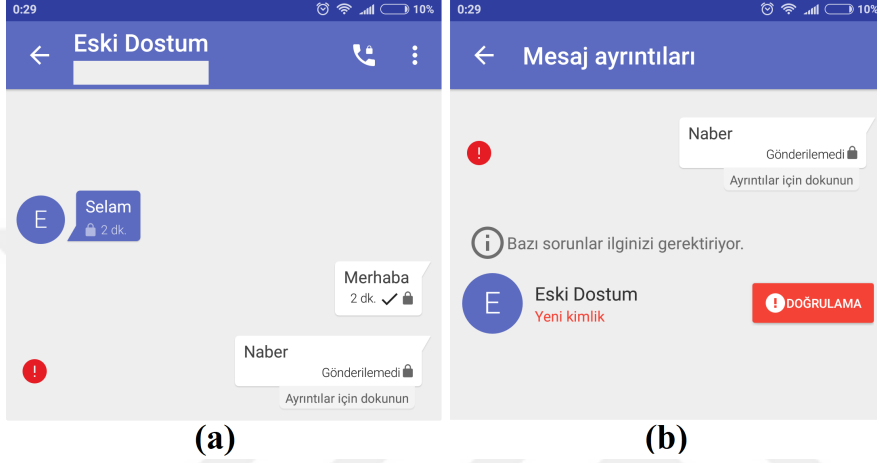 0:29 10%
Eski Dostum
E
Selam
2 dk.
Merhaba
2 dk.
!
Naber
Gönderilemedi
Ayrıntılar için dokunun
(a)
0:29 10%
Mesaj ayrıntıları
Naber
!
Gönderilemedi
Ayrıntılar için dokunun
i Bazı sorunlar ilginizi gerektiriyor.
E
Eski Dostum
Yeni kimlik
! DOĞRULAMA
(b)